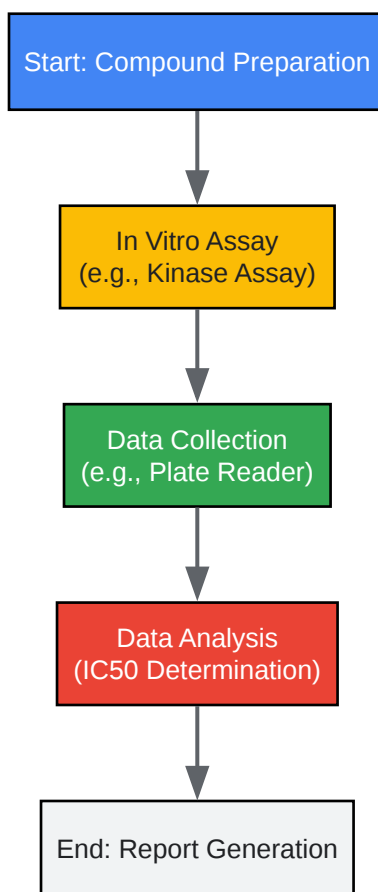 Start: Compound Preparation
In Vitro Assay
(e.g., Kinase Assay)
Data Collection
(e.g., Plate Reader)
Data Analysis
(IC50 Determination)
End: Report Generation